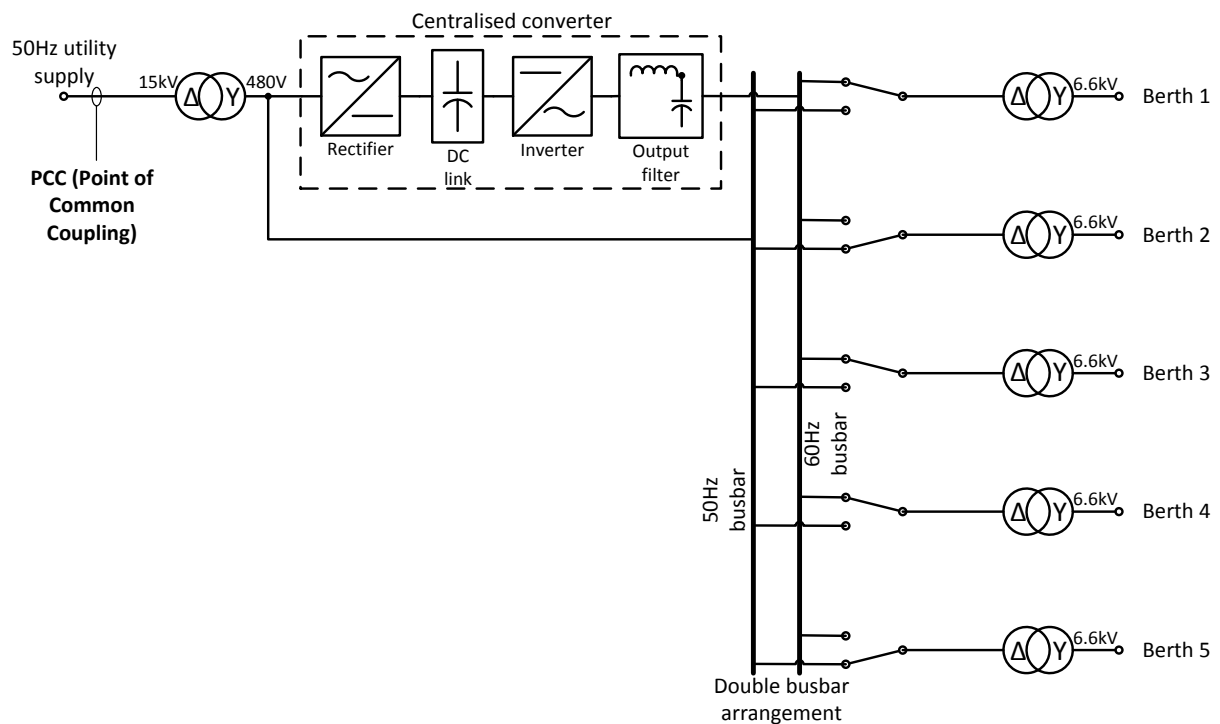 Centralised converter
50Hz utility
supply
15kV
Δ
Y
480V
Rectifier
DC
link
Inverter
Output
filter
PCC (Point of
Common
Coupling)
Δ
Y
6.6kV
Berth 1
Δ
Y
6.6kV
Berth 2
Δ
Y
6.6kV
Berth 3
50Hz
busbar
60Hz
busbar
Δ
Y
6.6kV
Berth 4
Δ
Y
6.6kV
Berth 5
Double busbar
arrangement